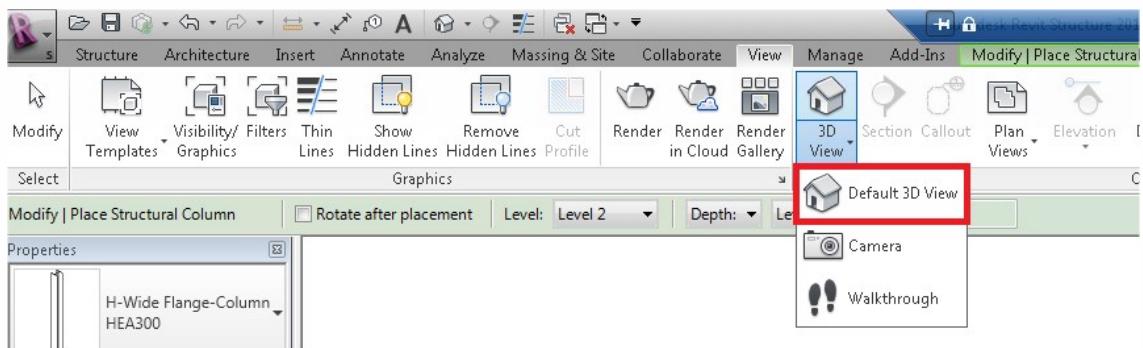 A
S Structure Architecture Insert Annotate Analyze Massing & Site Collaborate View Manage Add-Ins Modify | Place Structural
Modify View Templates Visibility/ Graphics Filters Thin Lines Show Hidden Lines Remove Hidden Lines Cut Profile Render Render in Cloud Render Gallery 3D View Section Callout Plan Views Elevation
Select Graphics
Modify | Place Structural Column Rotate after placement Level: Level 2 Depth:
Default 3D View
Properties
Camera
H-Wide Flange-Column
HEA300
Walkthrough